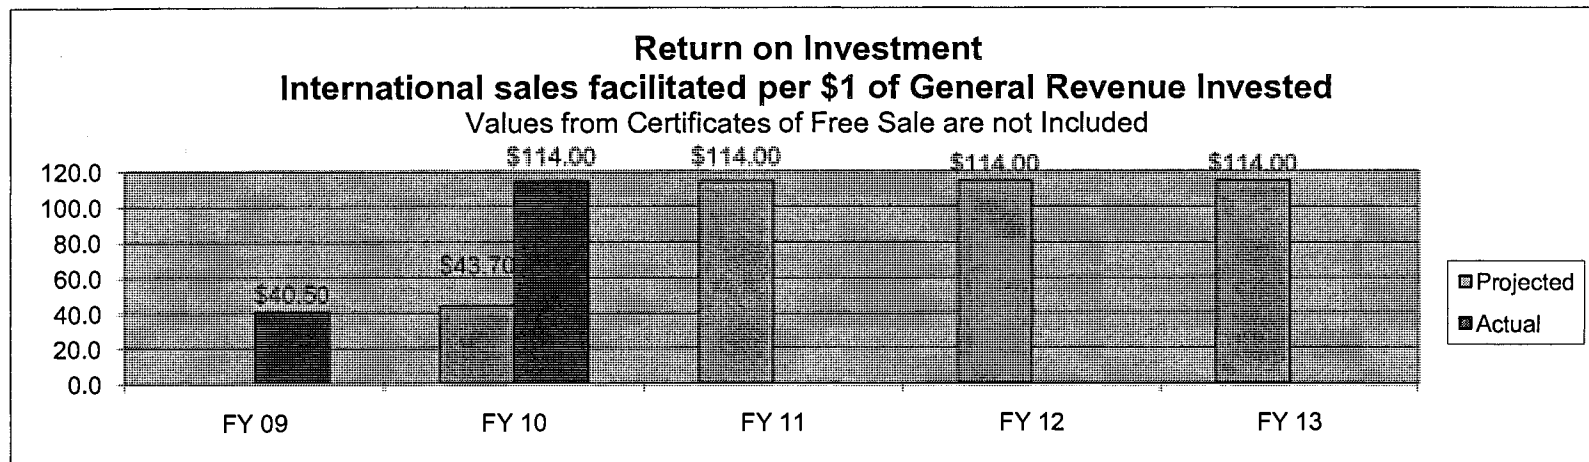 Return on Investment
International sales facilitated per $1 of General Revenue Invested
Values from Certificates of Free Sale are not Included
$114.00 $114.00 $114.00 $114.00
120.0
100.0
80.0
60.0
40.0
20.0
0.0
$43.70
$40.50
Projected
Actual
FY 09 FY 10 FY 11 FY 12 FY 13